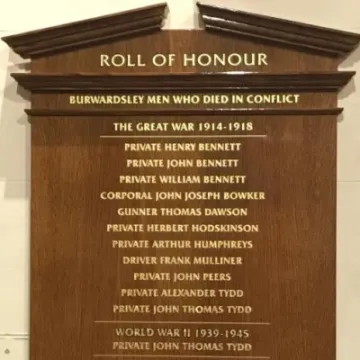 ROLL OF HONOUR
BURWARDSLEY MEN WHO DIED IN CONFLICT
THE GREAT WAR 1914-1918
PRIVATE HENRY BENNETT
PRIVATE JOHN BENNETT
PRIVATE WILLIAM BENNETT
CORPORAL JOHN JOSEPH BOWKER
GUNNER THOMAS DAWSON
PRIVATE HERBERT HODSKINSON
PRIVATE ARTHUR HUMPHREYS
DRIVER FRANK MULLINER
PRIVATE JOHN PEERS
PRIVATE ALEXANDER TYDD
PRIVATE JOHN THOMAS TYDD
WORLD WAR II 1939-1945
PRIVATE JOHN THOMAS TYDD